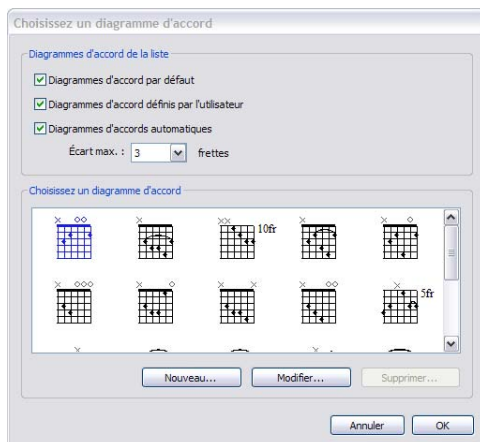 Choisissez un diagramme d'accord
Diagrammes d'accord de la liste
Diagrammes d'accord par défaut
Diagrammes d'accord définis par l'utilisateur
Diagrammes d'accords automatiques
Écart max. : 3 frettes
Choisissez un diagramme d'accord
10fr
5fr
Nouveau... Modifier... Supprimer...
Annuler OK